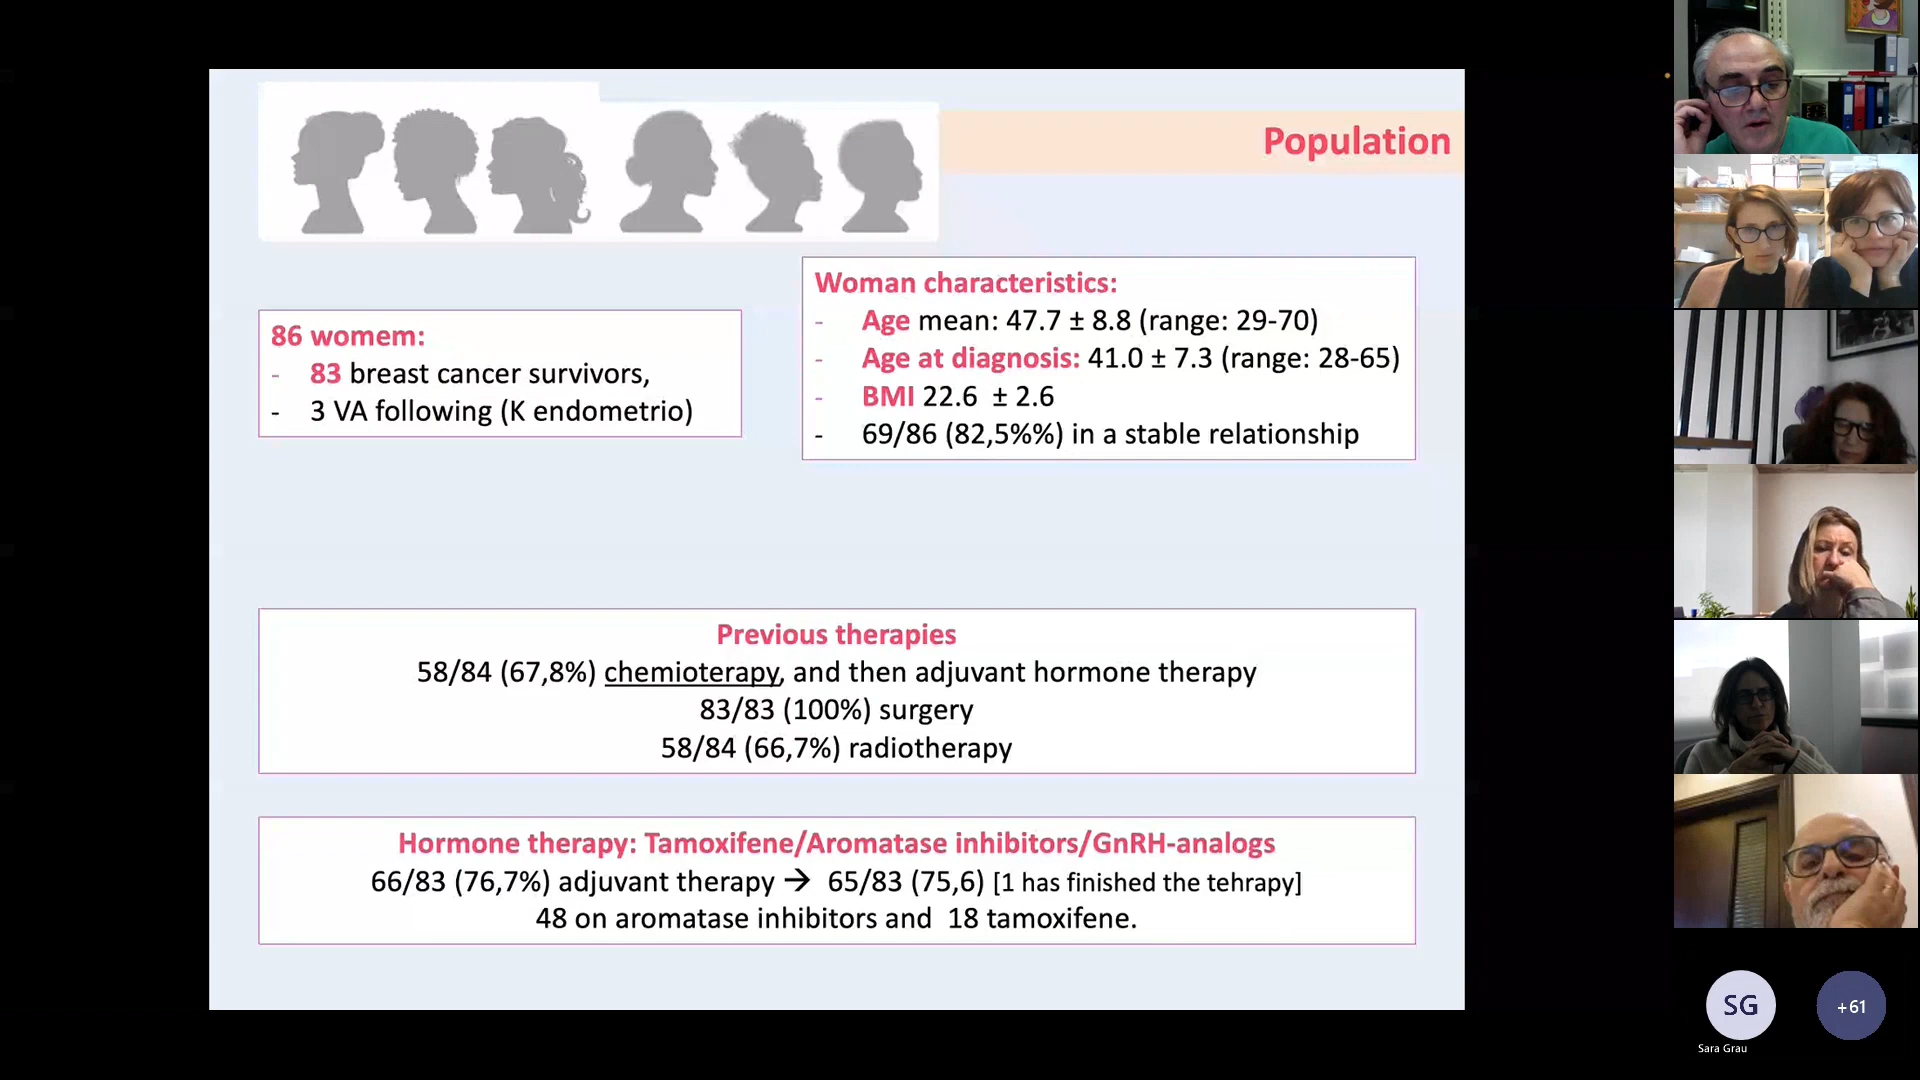 Population
86 womem:
- 83 breast cancer survivors,
- 3 VA following (K endometrio)
Woman characteristics:
- Age mean: 47.7 ± 8.8 (range: 29-70)
- Age at diagnosis: 41.0 ± 7.3 (range: 28-65)
- BMI 22.6 ± 2.6
- 69/86 (82,5%%) in a stable relationship
Previous therapies
58/84 (67,8%) chemioterapy, and then adjuvant hormone therapy
83/83 (100%) surgery
58/84 (66,7%) radiotherapy
Hormone therapy: Tamoxifene/Aromatase inhibitors/GnRH-analogs
66/83 (76,7%) adjuvant therapy → 65/83 (75,6) [1 has finished the tehrapy]
48 on aromatase inhibitors and 18 tamoxifene.
SG
+61
Sara Grau